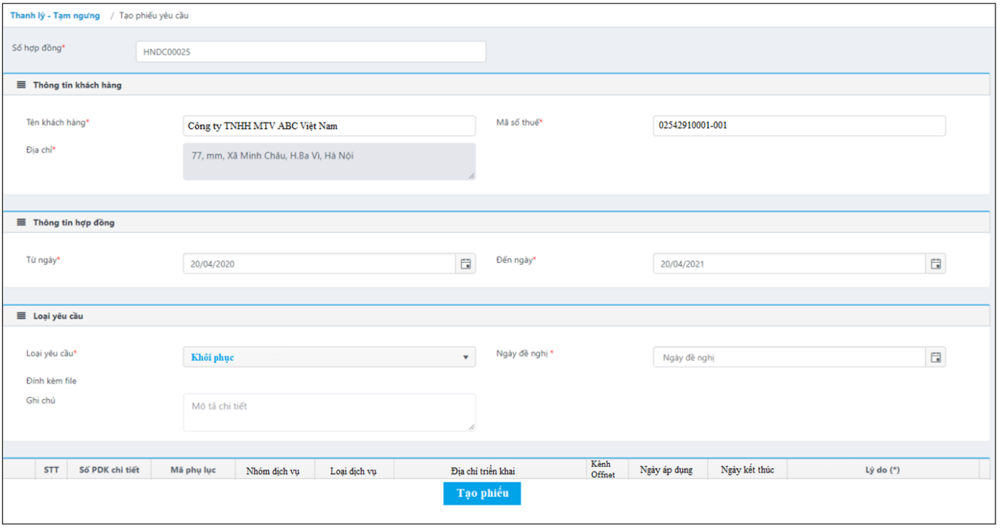 Thanh lý - Tạm ngưng / Tạo phiếu yêu cầu
Số hợp đồng* HNDC00025
Thông tin khách hàng
Tên khách hàng* Công ty TNHH MTV ABC Việt Nam Mã số thuế* 02542910001-001
Địa chỉ* 77, mm, Xã Minh Châu, H.Ba Vì, Hà Nội
Thông tin hợp đồng
Từ ngày* 20/04/2020 Đến ngày* 20/04/2021
Loại yêu cầu
Loại yêu cầu* Khôi phục Ngày đề nghị * Ngày đề nghị
Đính kèm file
Ghi chú Mô tả chi tiết
STT Số PDK chi tiết Mã phụ lục Nhóm dịch vụ Loại dịch vụ Địa chỉ triển khai Kênh Offnet Ngày áp dụng Ngày kết thúc Lý do (*)
Tạo phiếu